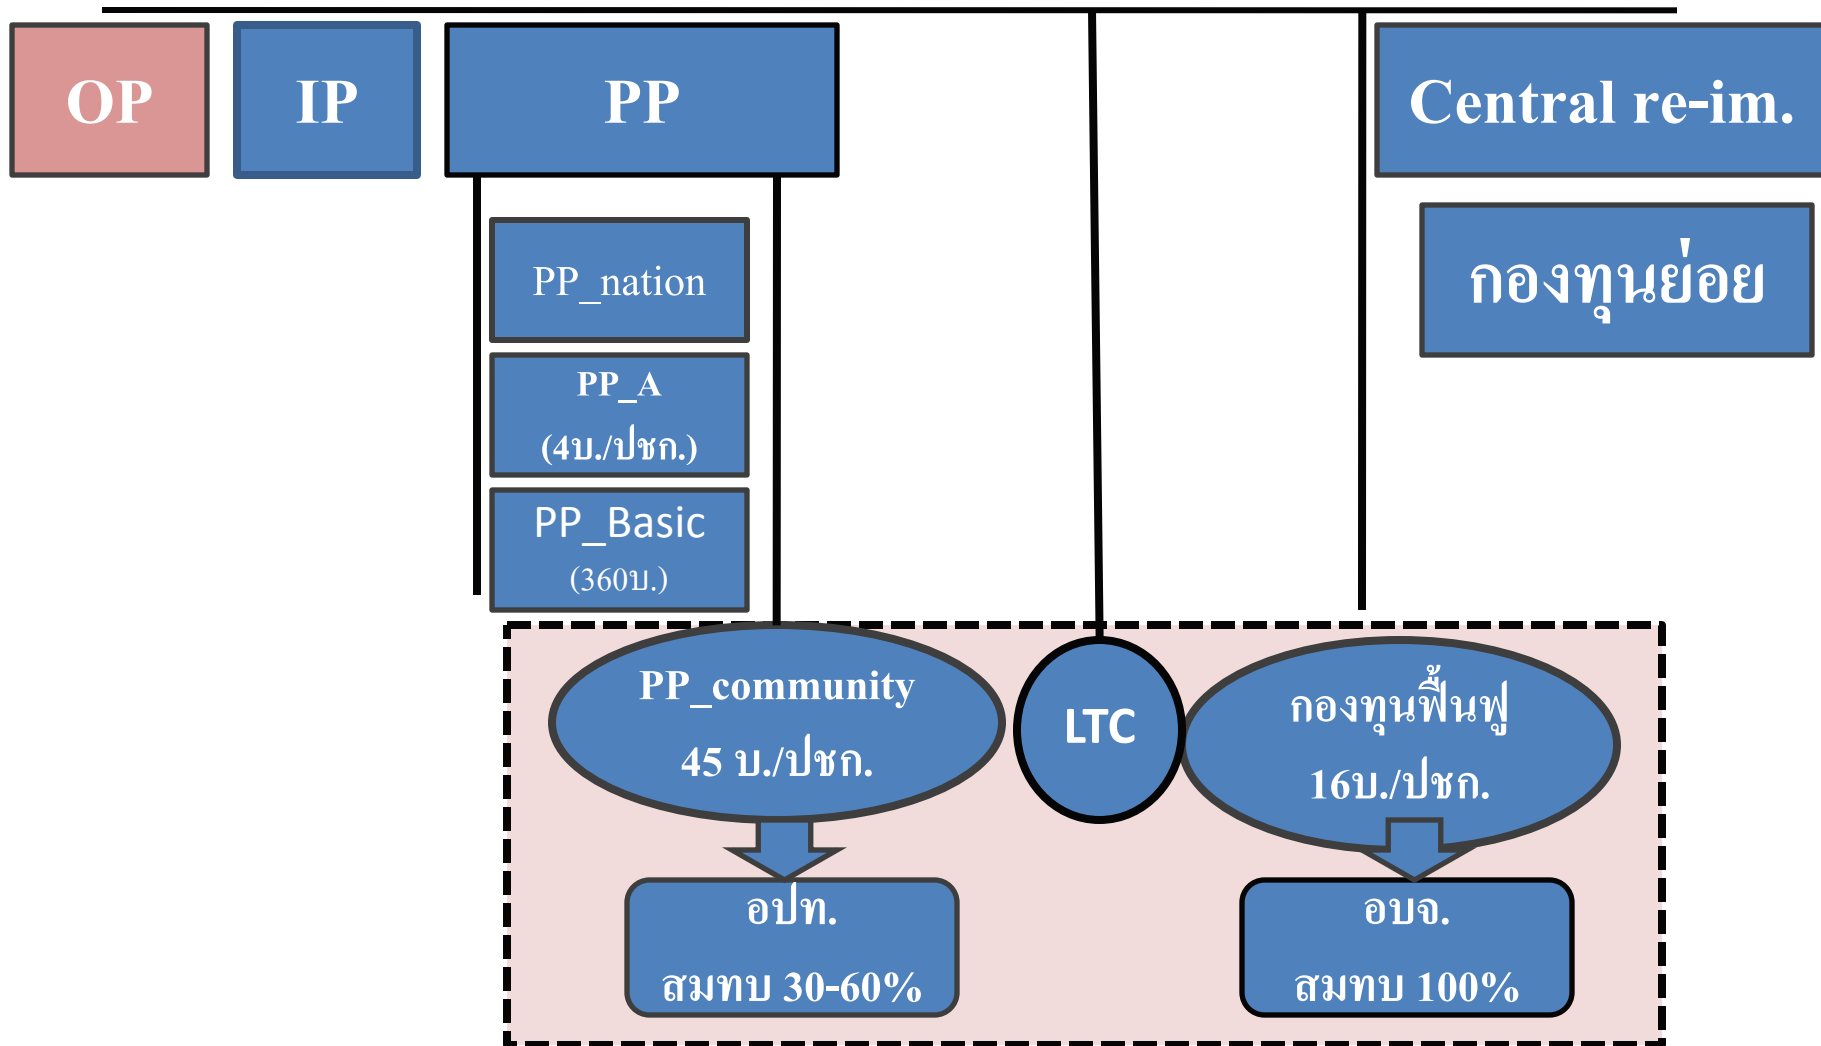 OP
IP
PP
Central re-im.
กองทุนย่อย
PP_nation
PP_A
(4บ./ปชก.)
PP_Basic
(360บ.)
PP_community
45 บ./ปชก.
LTC
กองทุนฟื้นฟู
16บ./ปชก.
อปท.
สมทบ 30-60%
อบจ.
สมทบ 100%